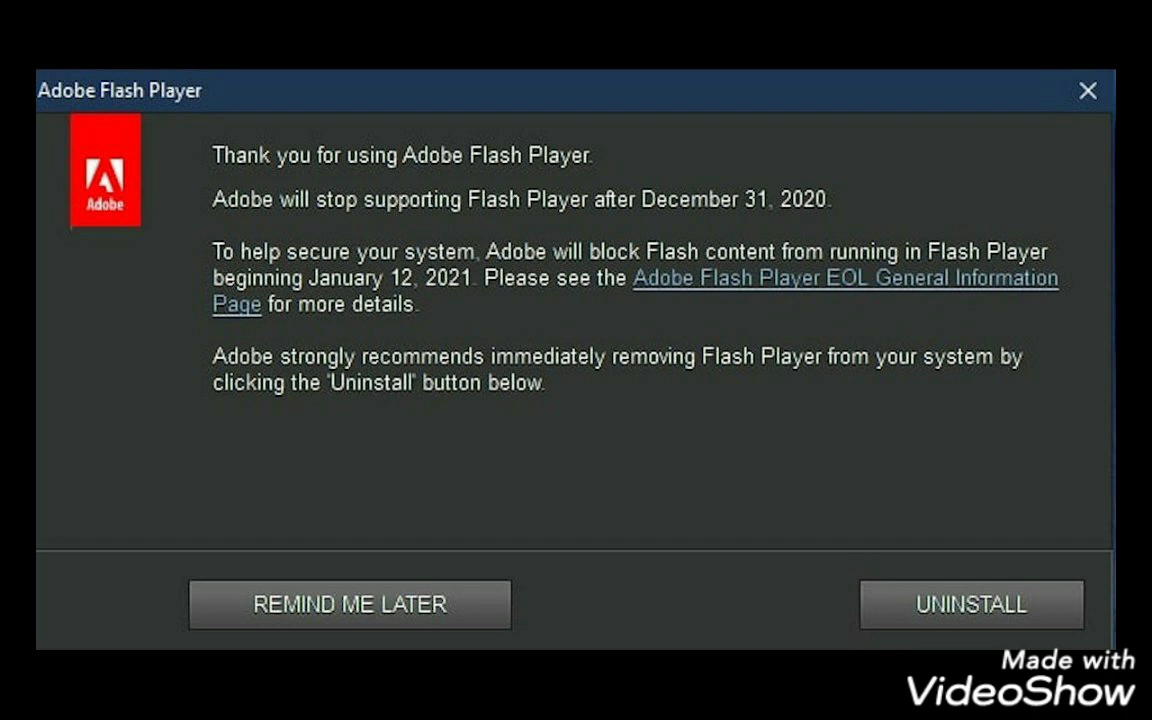 Adobe Flash Player
Adobe
Thank you for using Adobe Flash Player.
Adobe will stop supporting Flash Player after December 31, 2020.
To help secure your system, Adobe will block Flash content from running in Flash Player
beginning January 12, 2021. Please see the Adobe Flash Player EOL General Information
Page for more details.
Adobe strongly recommends immediately removing Flash Player from your system by
clicking the "Uninstall" button below.
REMIND ME LATER
UNINSTALL
Made with
VideoShow